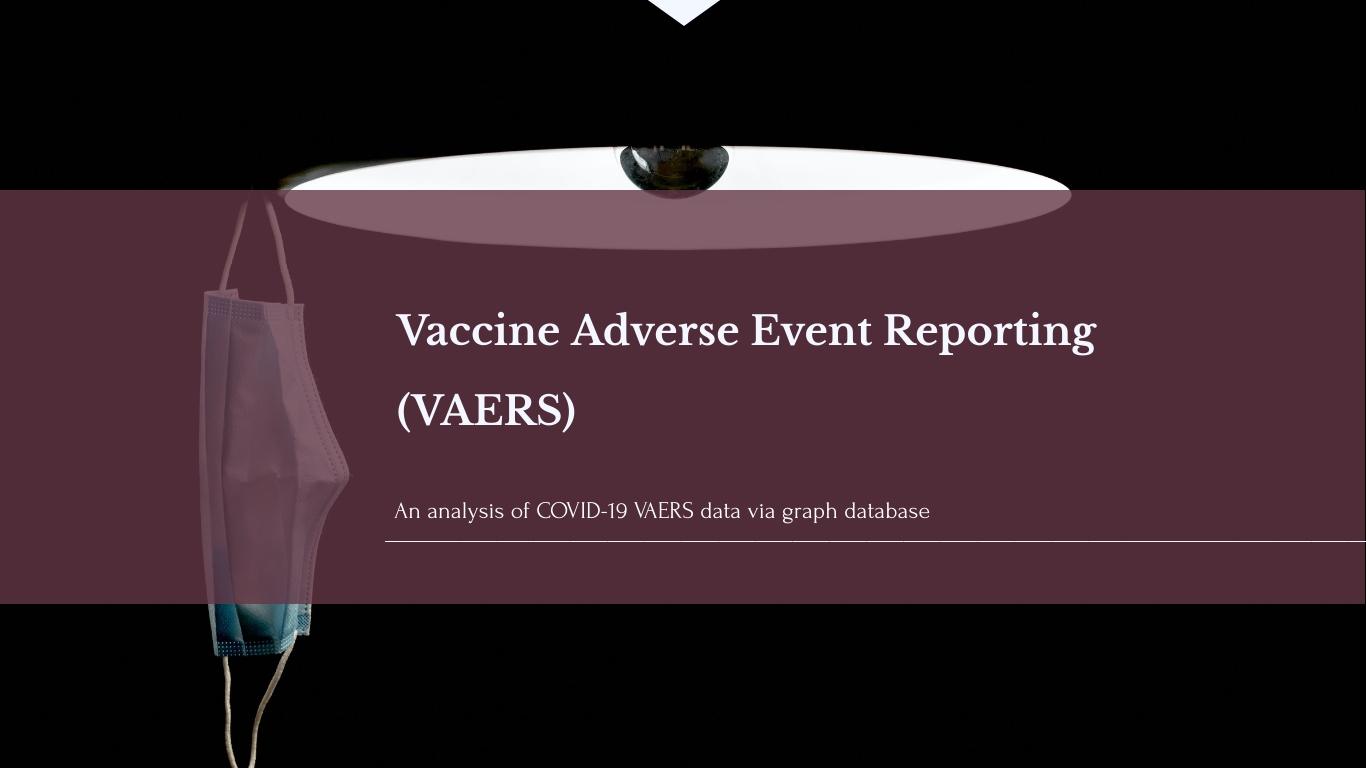 Vaccine Adverse Event Reporting
(VAERS)
An analysis of COVID-19 VAERS data via graph database